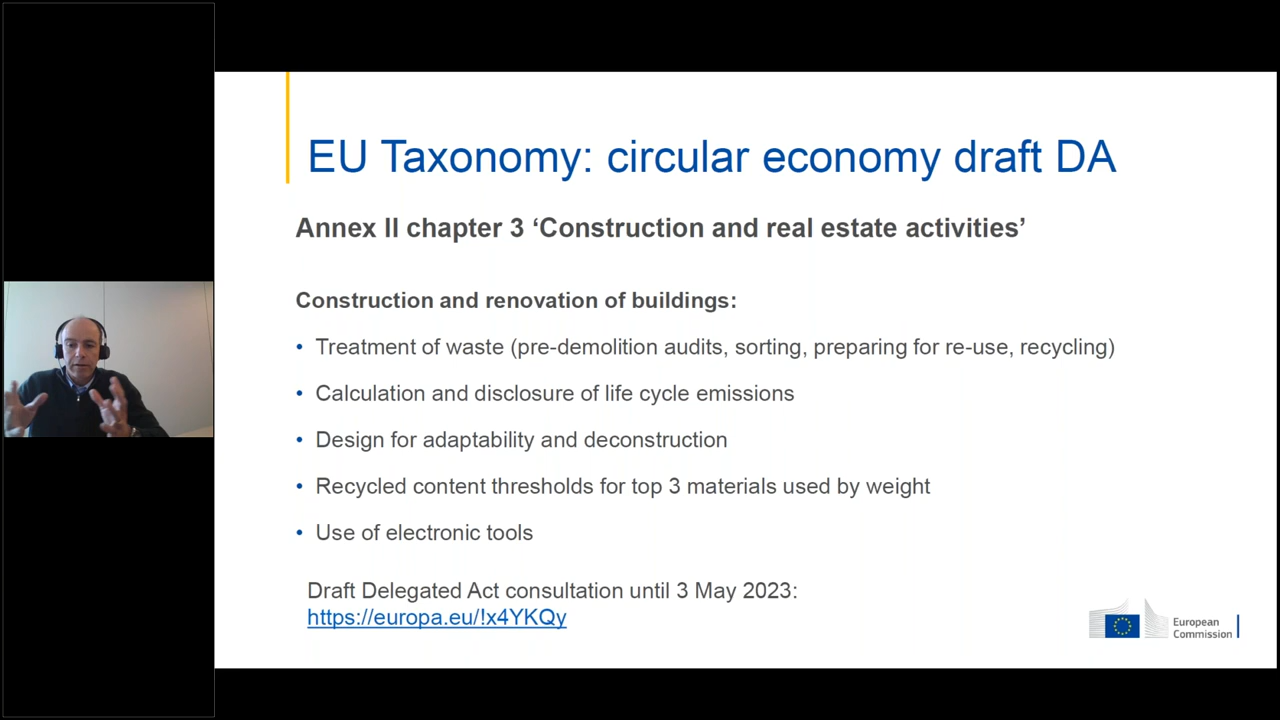 EU Taxonomy: circular economy draft DA
Annex II chapter 3 ‘Construction and real estate activities’
Construction and renovation of buildings:
• Treatment of waste (pre-demolition audits, sorting, preparing for re-use, recycling)
• Calculation and disclosure of life cycle emissions
• Design for adaptability and deconstruction
• Recycled content thresholds for top 3 materials used by weight
• Use of electronic tools
Draft Delegated Act consultation until 3 May 2023:
https://europa.eu/!x4YKQy
European
Commission